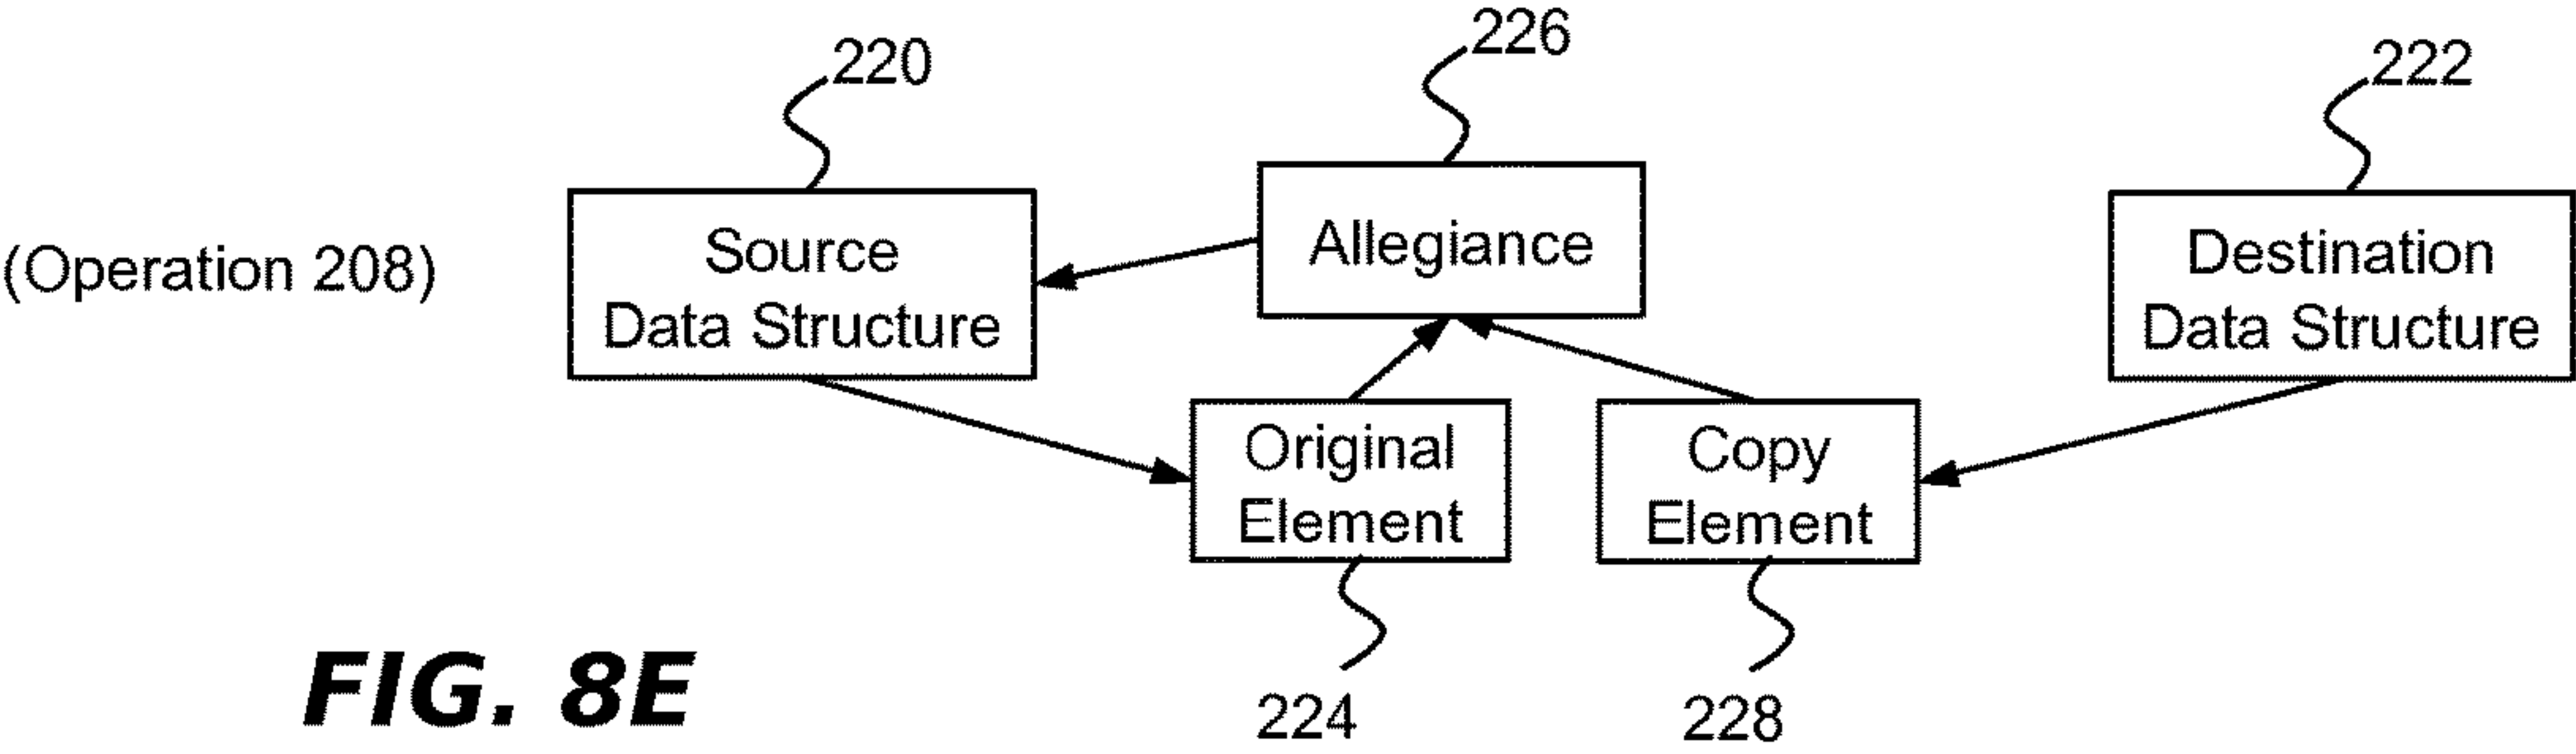 226
220
222
(Operation 208)
Source
Data Structure
Allegiance
Destination
Data Structure
Original
Element
Copy
Element
FIG. 8E
224
228